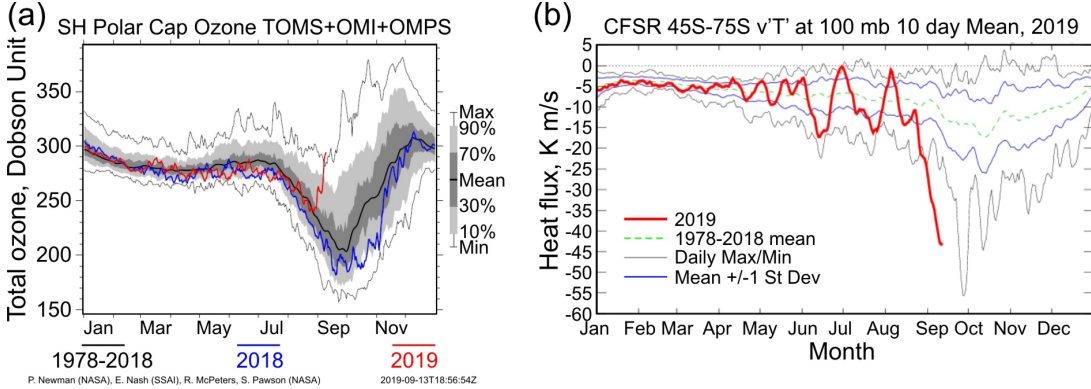 (a)
SH Polar Cap Ozone TOMS+OMI+OMPS
Total ozone, Dobson Unit
350
300
250
200
150
Jan Mar May Jul Sep Nov
Max
90%
70%
Mean
30%
10%
Min
1978-2018 2018 2019
P. Newman (NASA), E. Nash (SSAI), R. McPeters, S. Pawson (NASA) 2019-09-13T18:56:54Z
(b)
CFSR 45S-75S v'T' at 100 mb 10 day Mean, 2019
Heat flux, K m/s
5
0
-5
-10
-15
-20
-25
-30
-35
-40
-45
-50
-55
-60
2019
1978-2018 mean
Daily Max/Min
Mean +/-1 St Dev
Jan Feb Mar Apr May Jun Jul Aug Sep Oct Nov Dec
Month